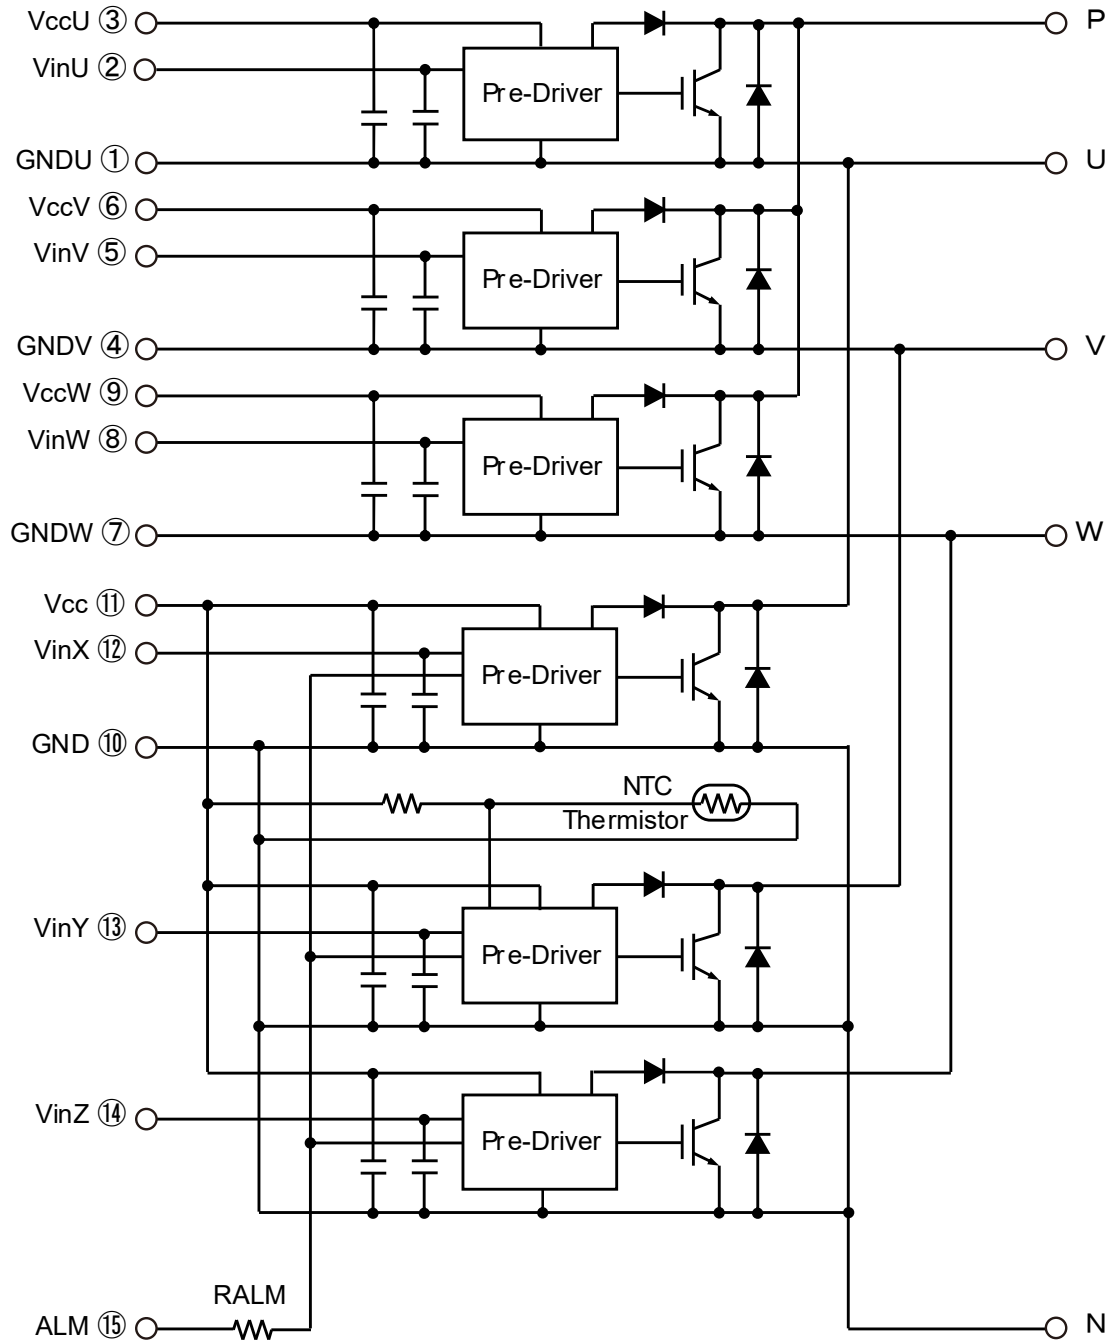 VccU ③
P
VinU ②
Pre-Driver
GNDU ①
U
VccV ⑥
VinV ⑤
Pre-Driver
GNDV ④
V
VccW ⑨
VinW ⑧
Pre-Driver
GNDW ⑦
W
Vcc ⑪
VinX ⑫
Pre-Driver
GND ⑩
NTC
Thermistor
VinY ⑬
Pre-Driver
VinZ ⑭
Pre-Driver
RALM
ALM ⑮
N